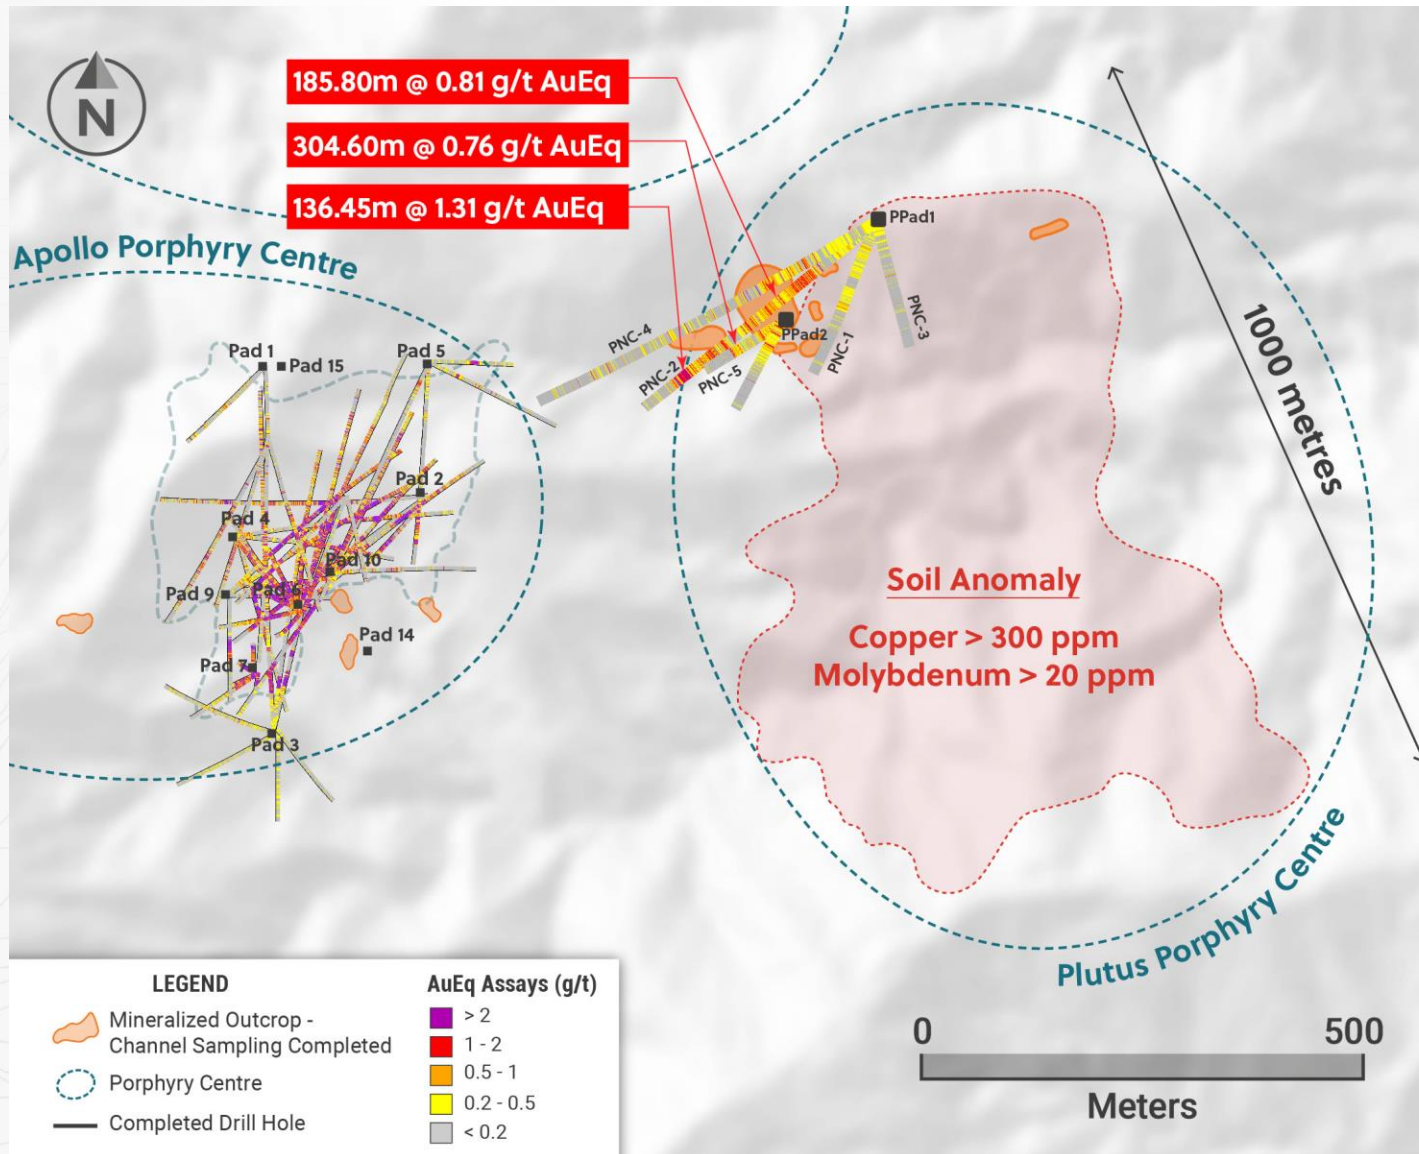 N
185.80m @ 0.81 g/t AuEq
304.60m @ 0.76 g/t AuEq
136.45m @ 1.31 g/t AuEq
Apollo Porphyry Centre
PPad1
PPad2
PNC-4
PNC-2
PNC-5
PNC-1
PNC-3
1000 metres
Pad 1
Pad 15
Pad 5
Pad 2
Pad 4
Pad 10
Pad 9
Pad 6
Pad 14
Pad 7
Pad 3
Soil Anomaly
Copper > 300 ppm
Molybdenum > 20 ppm
Plutus Porphyry Centre
LEGEND
Mineralized Outcrop -
Channel Sampling Completed
Porphyry Centre
Completed Drill Hole
AuEq Assays (g/t)
> 2
1 - 2
0.5 - 1
0.2 - 0.5
< 0.2
0 500
Meters